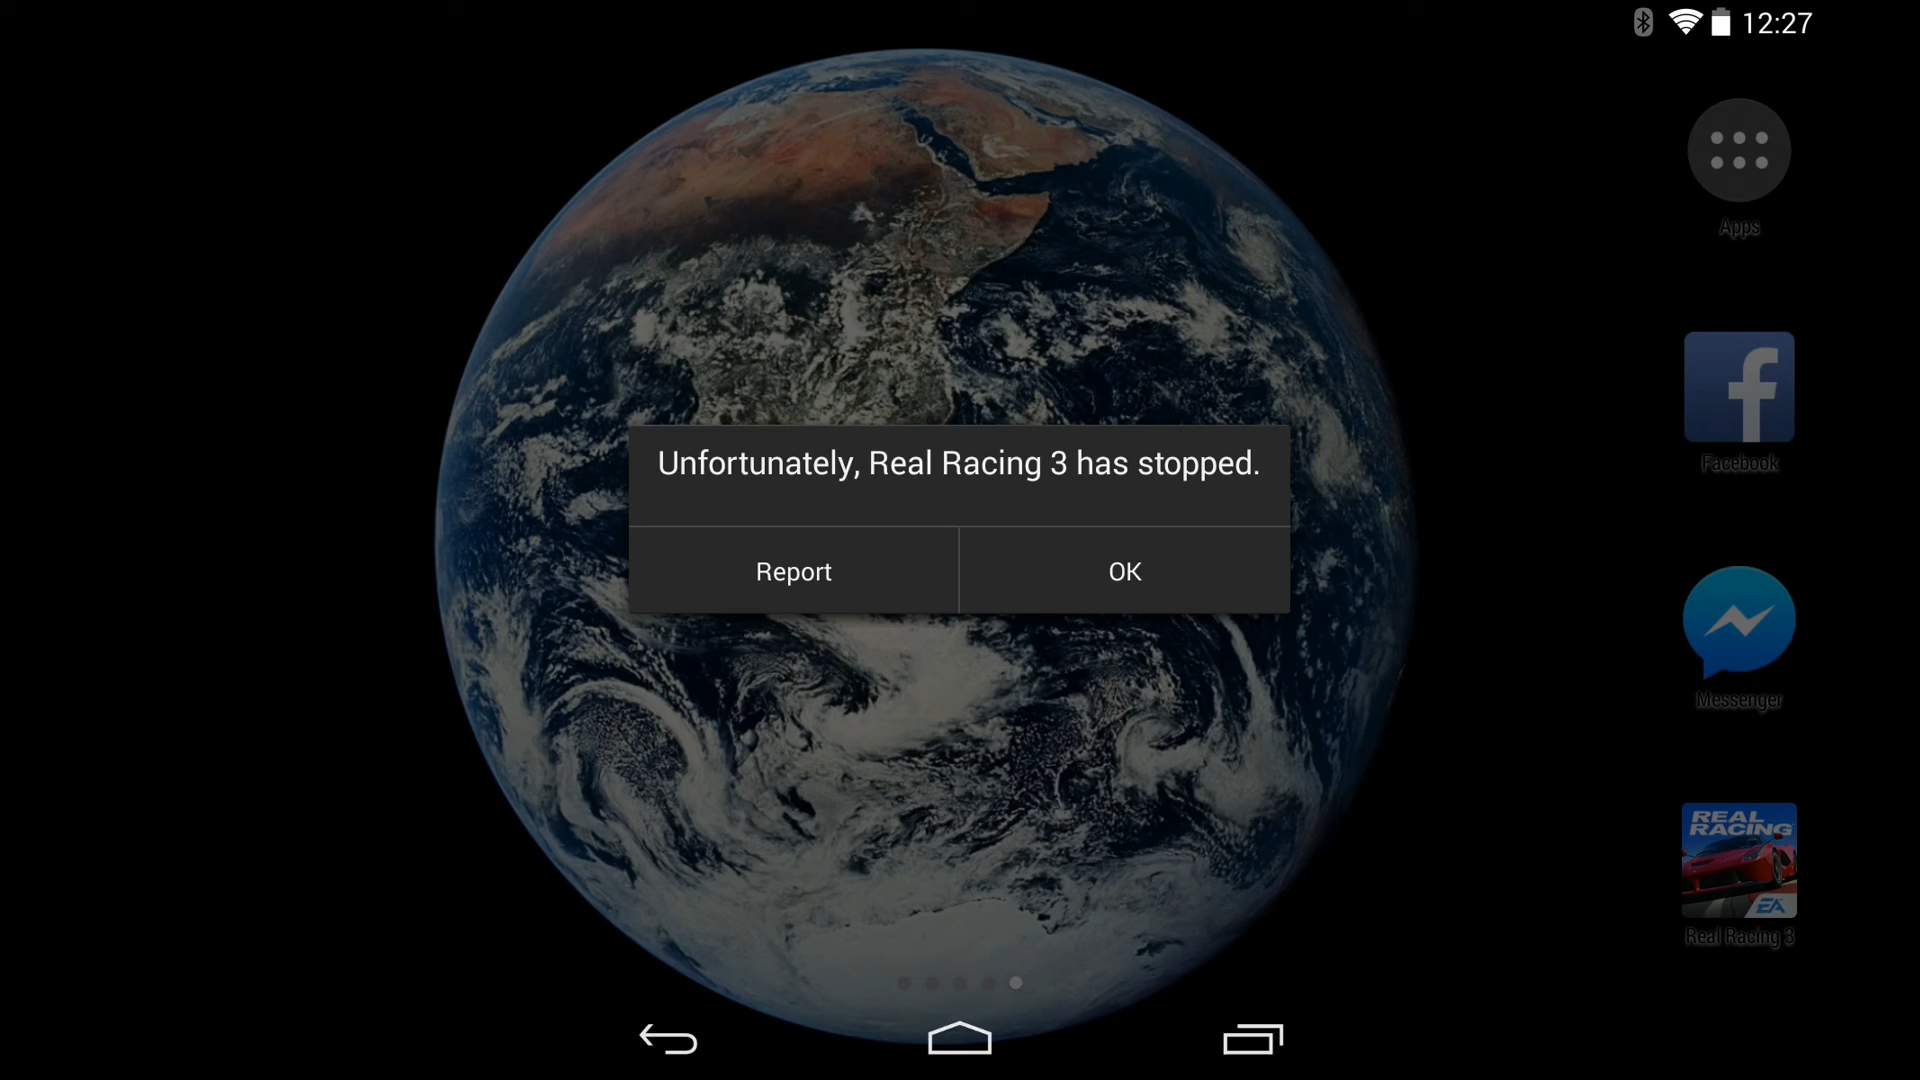 12:27
Apps
Facebook
Unfortunately, Real Racing 3 has stopped.
Report
OK
Messenger
REAL
RACING
EA
Real Racing 3